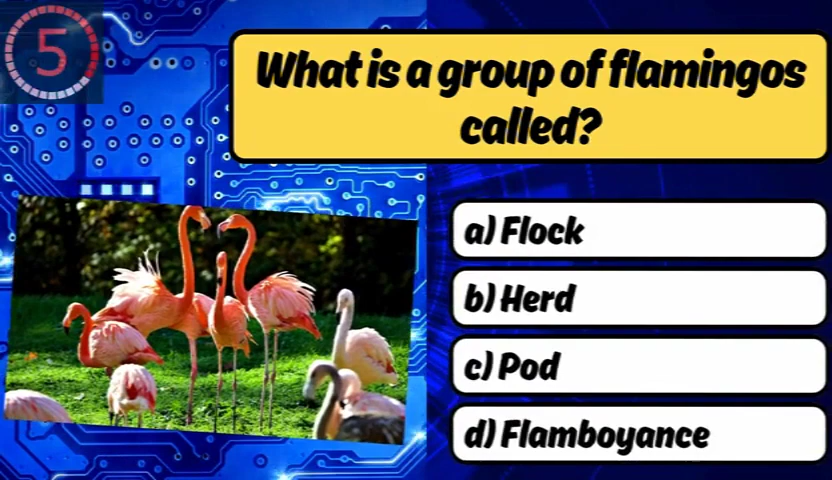 5
What is a group of flamingos
called?
a) Flock
b) Herd
c) Pod
d) Flamboyance